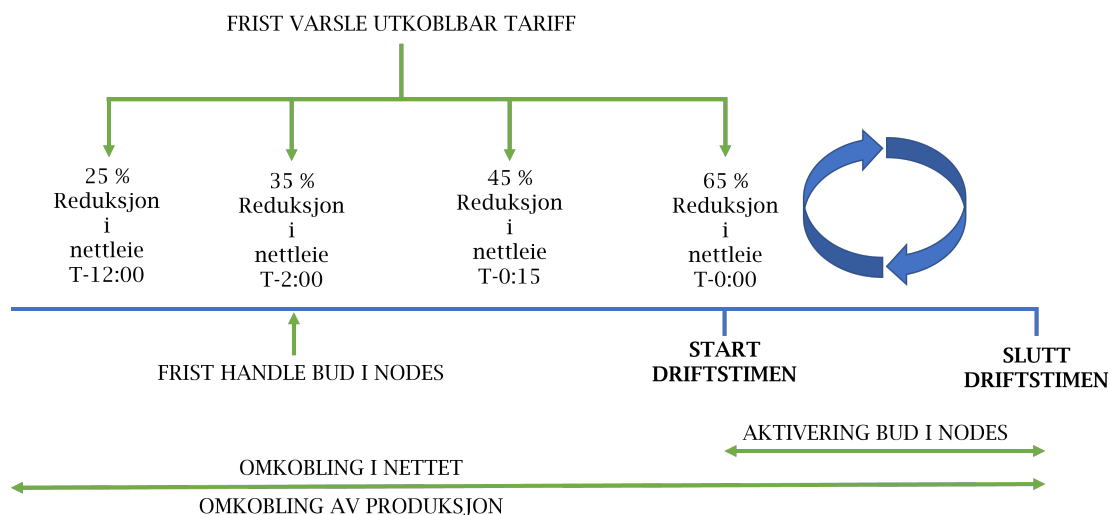 FRIST VARSLE UTKOBLBAR TARIFF
25 %
Reduksjon
i
nettleie
T-12:00
35 %
Reduksjon
i
nettleie
T-2:00
45 %
Reduksjon
i
nettleie
T-0:15
65 %
Reduksjon
i
nettleie
T-0:00
FRIST HANDLE BUD I NODES
START
DRIFTSTIMEN
SLUTT
DRIFTSTIMEN
AKTIVERING BUD I NODES
OMKOBLING I NETTET
OMKOBLING AV PRODUKSJON